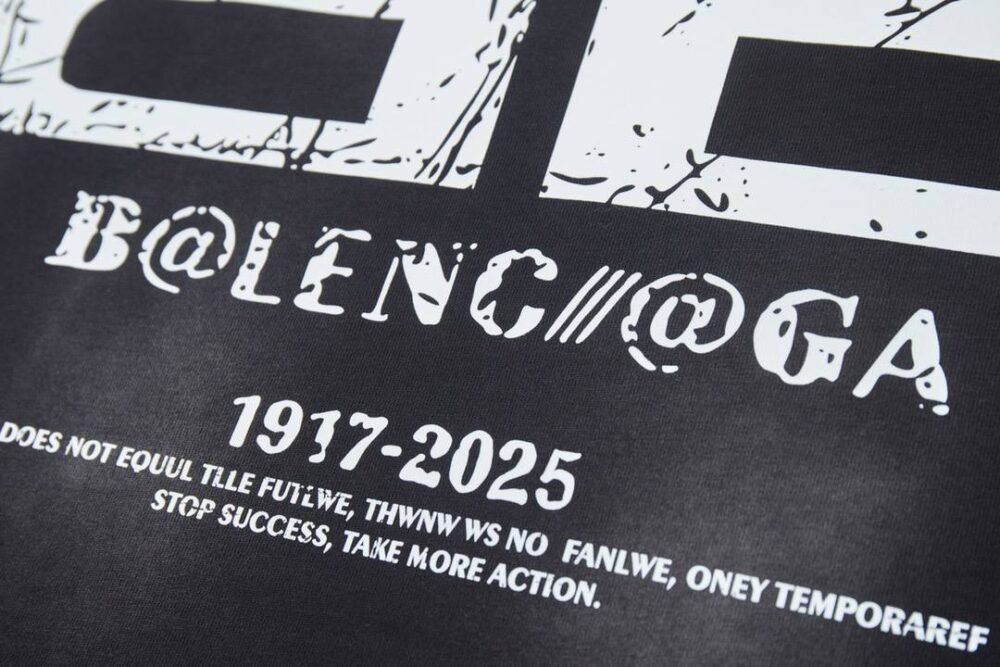 B@LENC///@GA
1917-2025
DOES NOT EQUUL TLLE FUTLWE, THWNW WS NO FANLWE, ONEY TEMPORAREF
STOP SUCCESS, TAKE MORE ACTION.